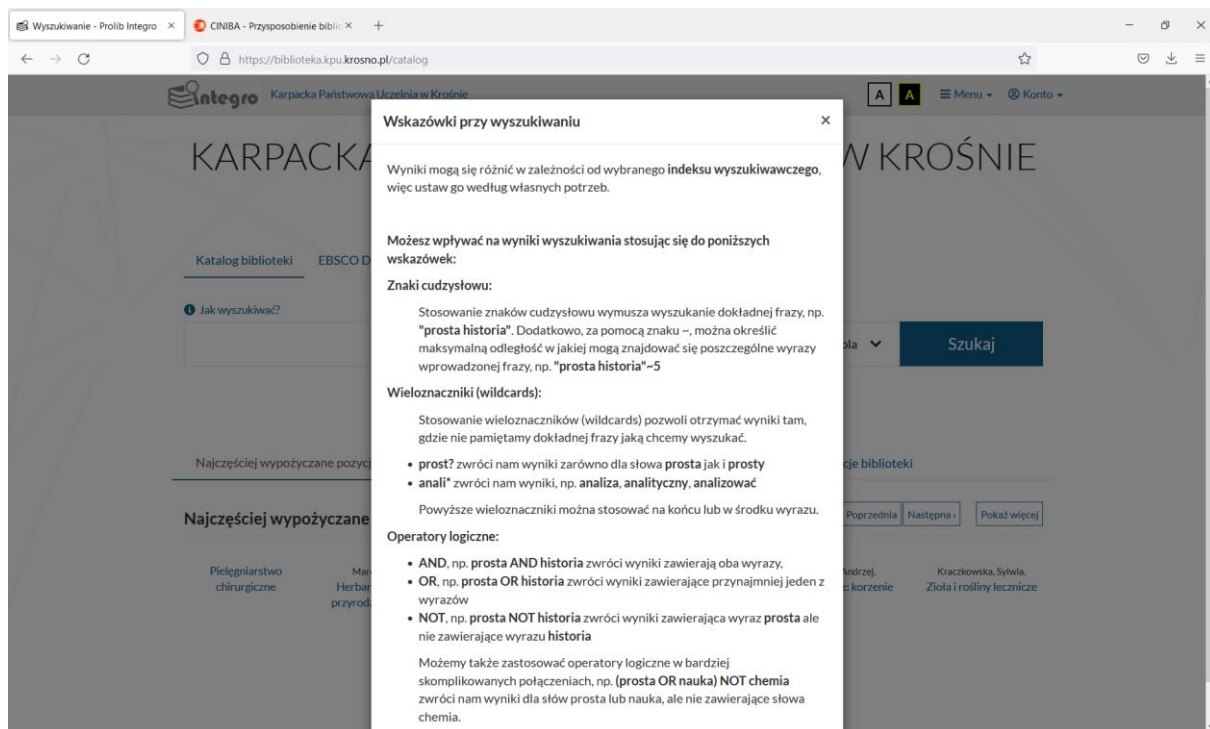 Wyszukiwanie - Prolib Integro
CINIBA - Przysposobienie biblio
https://biblioteka.kpu.krosno.pl/catalog
integro Karpacka Państwowa Uczelnia w Krośnie
A A Menu Konto
KARPACKA W KROŚNIE
Katalog biblioteki EBSCO D
Jak wyszukiwać?
Szukaj
Wskazówki przy wyszukiwaniu
Wyniki mogą się różnić w zależności od wybranego indeksu wyszukiwawczego,
więc ustaw go według własnych potrzeb.
Możesz wpływać na wyniki wyszukiwania stosując się do poniższych
wskazówek:
Znaki cudzysłowu:
Stosowanie znaków cudzysłowu wymusza wyszukanie dokładnej frazy, np.
"prosta historia". Dodatkowo, za pomocą znaku ~, można określić
maksymalną odległość w jakiej mogą znajdować się poszczególne wyrazy
wprowadzonej frazy, np. "prosta historia"~5
Wieloznaczniki (wildcards):
Stosowanie wieloznaczników (wildcards) pozwoli otrzymać wyniki tam,
gdzie nie pamiętamy dokładnej frazy jaką chcemy wyszukać.
• prost? zwróci nam wyniki zarówno dla słowa prosta jak i prosty
• anali* zwróci nam wyniki, np. analiza, analityczny, analizować
Powyższe wieloznaczniki można stosować na końcu lub w środku wyrazu.
Operatory logiczne:
• AND, np. prosta AND historia zwróci wyniki zawierają oba wyrazy,
• OR, np. prosta OR historia zwróci wyniki zawierające przynajmniej jeden z
wyrazów
• NOT, np. prosta NOT historia zwróci wyniki zawierająca wyraz prosta ale
nie zawierające wyrazu historia
Możemy także zastosować operatory logiczne w bardziej
skomplikowanych połączeniach, np. (prosta OR nauka) NOT chemia
zwróci nam wyniki dla słów prosta lub nauka, ale nie zawierające słowa
chemia.
Najczęściej wypożyczane pozycj cje biblioteki
Najczęściej wypożyczane
Poprzednia Następna › Pokaż więcej
Pielęgniarstwo
chirurgiczne
Mar
Herbar
przyrod
Andrzej.
korzenie
Kraczkowska, Sylwia.
Zioła i rośliny lecznicze